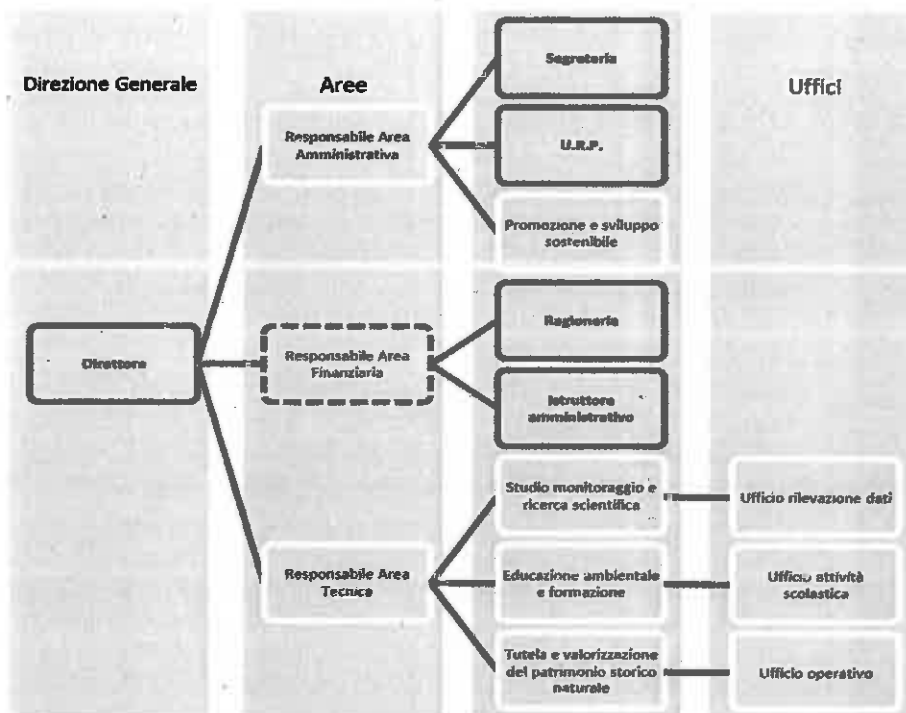 Direzione Generale
Aree
Uffici
Segreteria
Responsabile Area
Amministrativa
U.R.P.
Promozione e sviluppo
sostenibile
Ragioneria
Direttore
Responsabile Area
Finanziaria
Istruttore
amministrativo
Studio monitoraggio e
ricerca scientifica
Ufficio rilevazione dati
Responsabile Area
Tecnica
Educazione ambientale
e formazione
Ufficio attività
scolastica
Tutela e valorizzazione
del patrimonio storico
naturale
Ufficio operativo